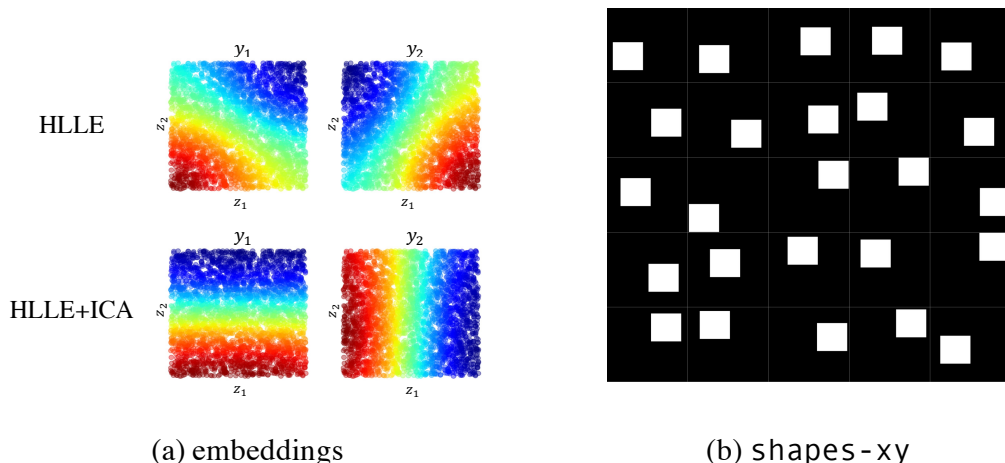 y₁ y₂
HLLE
z₂ z₂
z₁ z₁
y₁ y₂
HLLE+ICA
z₂ z₂
z₁ z₁
(a) embeddings
(b) shapes-xy